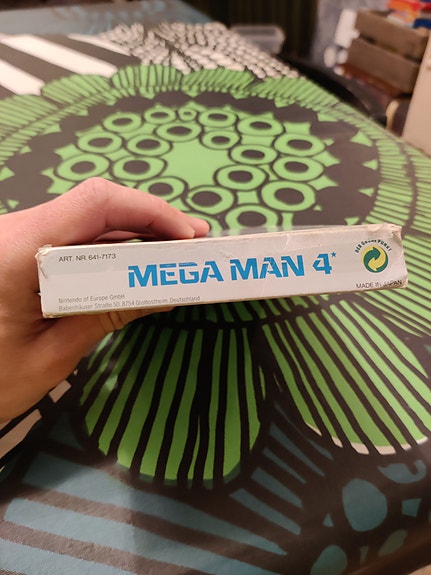 ART. NR. 641-7173
MEGA MAN 4*
DER GRÜNE PUNKT
Nintendo of Europe GmbH
Babenhäuser Straße 50, 8754 Großostheim, Deutschland
MADE IN JAPAN